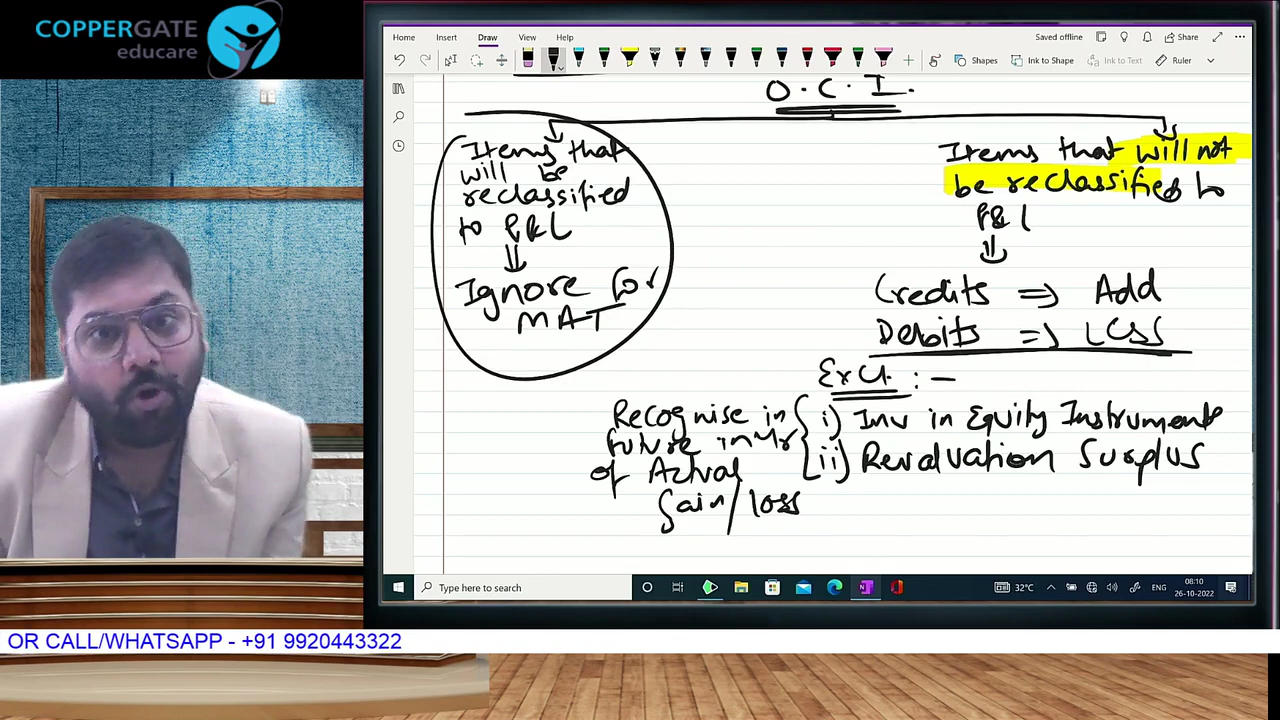 COPPERGATE
educare
Home Insert Draw View Help
Saved offline
Share
Shapes
Ink to Shape
Ink to Text
Ruler
O.C.I.
Items that
will be
reclassified
to P&L
Ignore for
MAT
Items that will not
be reclassified to
P&L
Credits => Add
Debits => LESS
:-
Recognise in
future in yr
of Actual
Gain/loss
i) Inv in Equity Instruments
ii) Revalvation Surplus
Type here to search
32°C
ENG
08:10
26-10-2022
OR CALL/WHATSAPP - +91 9920443322